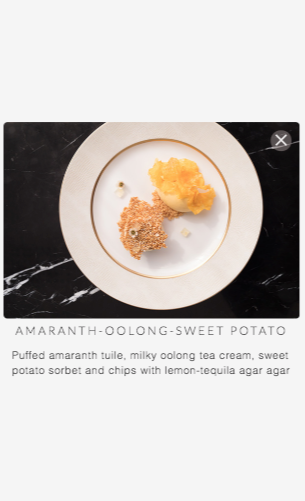 AMARANTH-OOLONG-SWEET POTATO
Puffed amaranth tuile, milky oolong tea cream, sweet
potato sorbet and chips with lemon-tequila agar agar